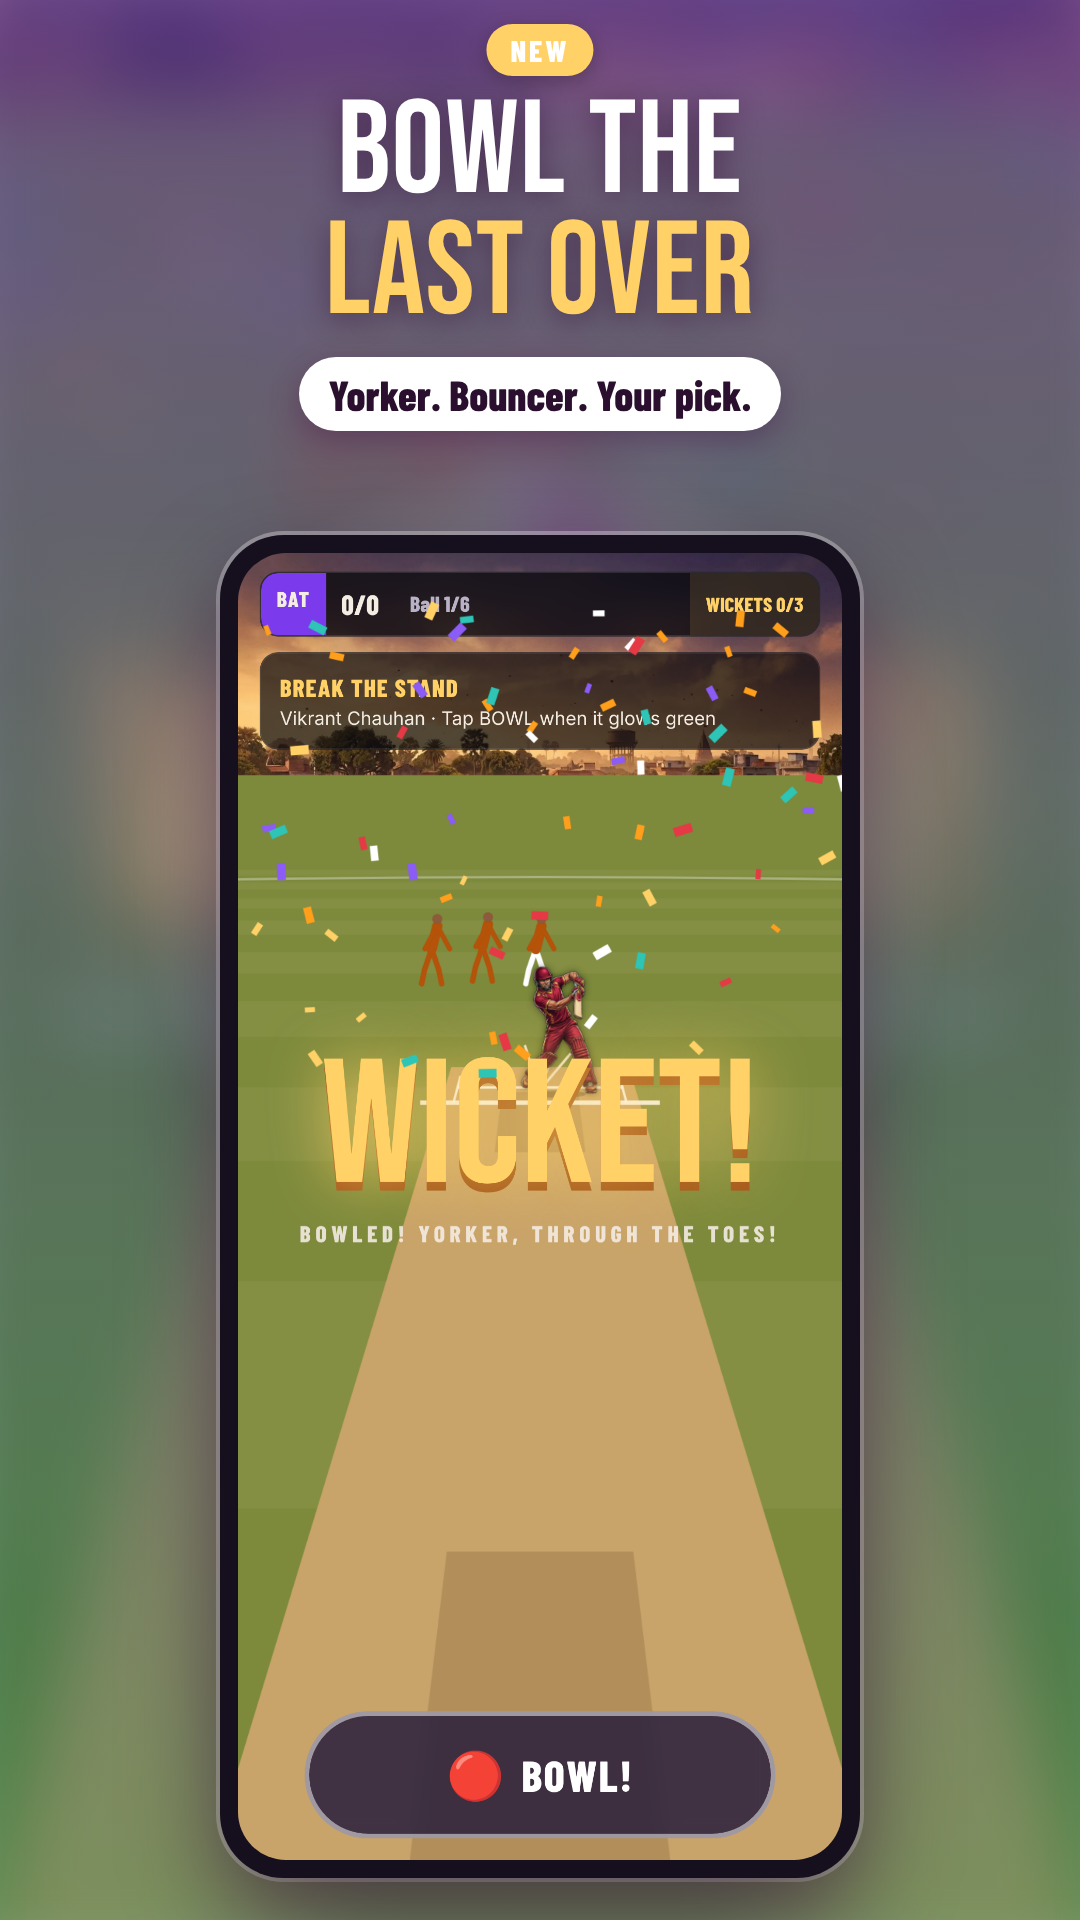 NEW
BOWL THE
LAST OVER
Yorker. Bouncer. Your pick.
BAT 0/0 Ball 1/6 WICKETS 0/3
BREAK THE STAND
Vikrant Chauhan · Tap BOWL when it glows green
WICKET!
BOWLED! YORKER, THROUGH THE TOES!
BOWL!